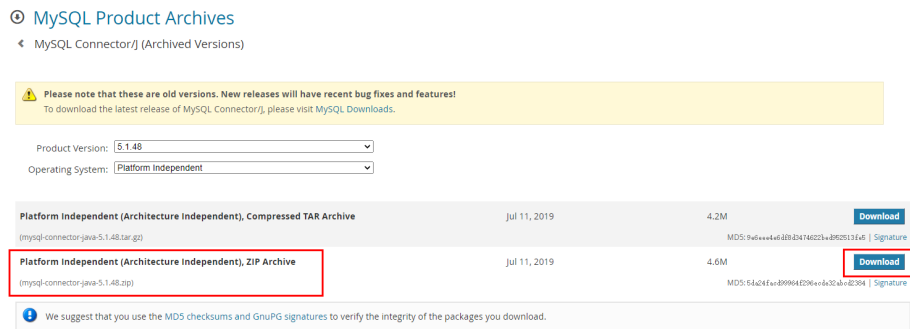 MySQL Product Archives
MySQL Connector/J (Archived Versions)
Please note that these are old versions. New releases will have recent bug fixes and features!
To download the latest release of MySQL Connector/J, please visit MySQL Downloads.
Product Version: 5.1.48
Operating System: Platform Independent
Platform Independent (Architecture Independent), Compressed TAR Archive Jul 11, 2019 4.2M Download
(mysql-connector-java-5.1.48.tar.gz) MD5: | Signature
Platform Independent (Architecture Independent), ZIP Archive Jul 11, 2019 4.6M Download
(mysql-connector-java-5.1.48.zip) MD5: | Signature
We suggest that you use the MD5 checksums and GnuPG signatures to verify the integrity of the packages you download.